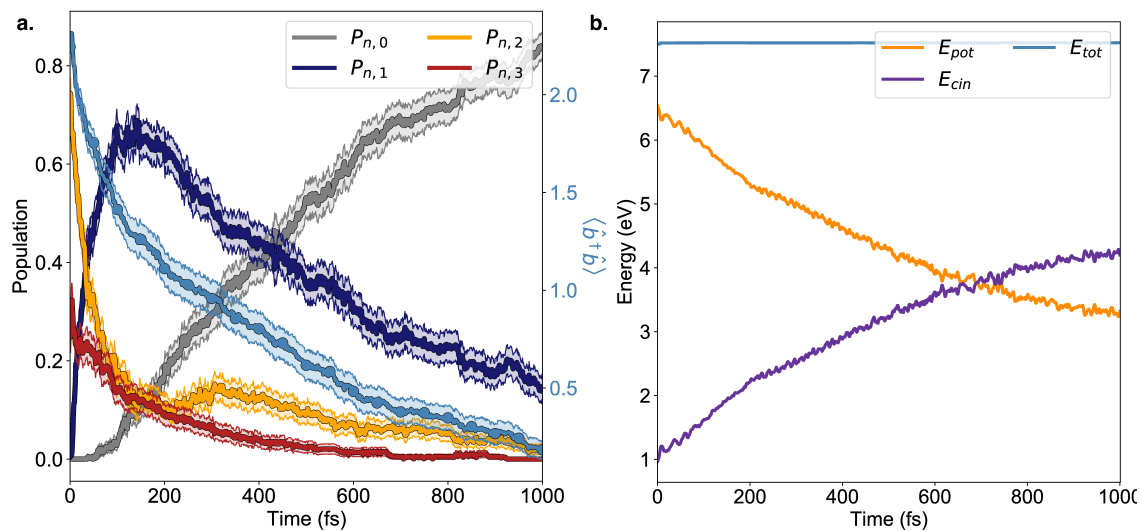 a.
P_{n, 0}
P_{n, 2}
P_{n, 1}
P_{n, 3}
0.8
0.6
0.4
0.2
0.0
Population
2.0
1.5
1.0
0.5
⟨b̂†b̂⟩
0
200
400
600
800
1000
Time (fs)
b.
E_{pot}
E_{tot}
E_{cin}
7
6
5
4
3
2
1
Energy (eV)
0
200
400
600
800
1000
Time (fs)